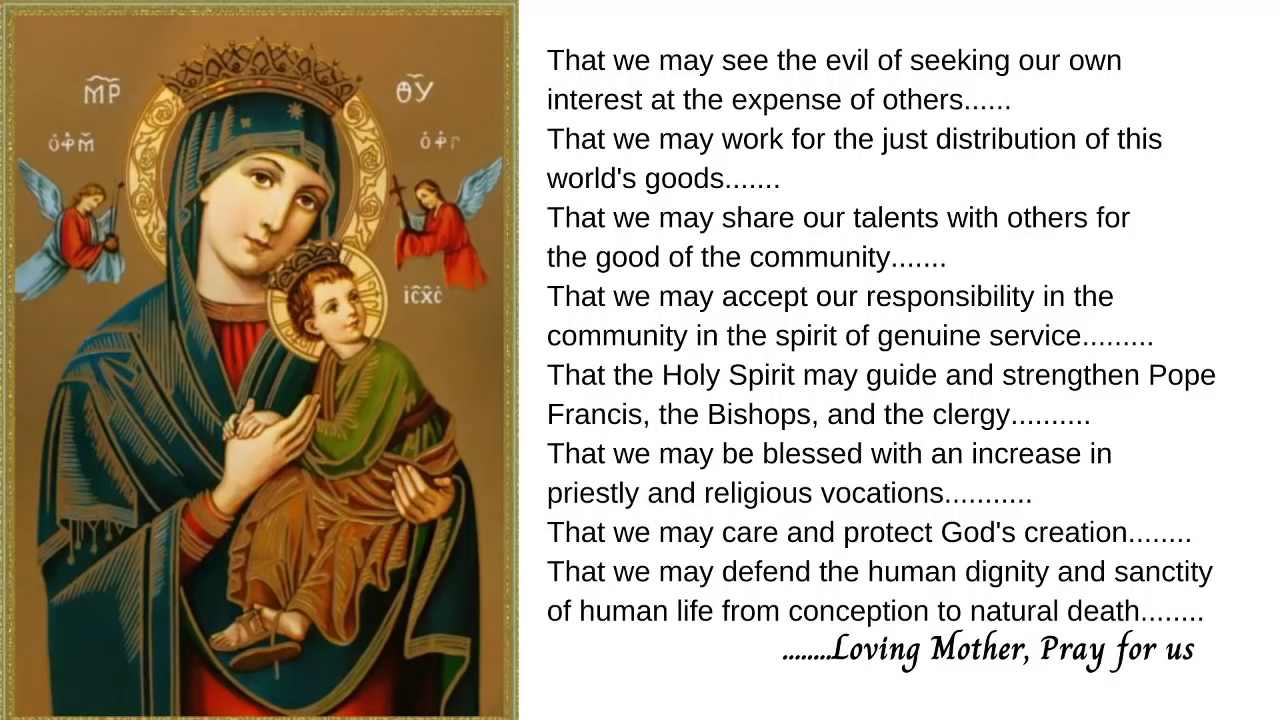 М͠Р Θ͠У
ὁ ἀρ. м̆ ὁ ἀρ. г
ἰc̑xc̑
That we may see the evil of seeking our own
interest at the expense of others......
That we may work for the just distribution of this
world's goods.......
That we may share our talents with others for
the good of the community.......
That we may accept our responsibility in the
community in the spirit of genuine service.........
That the Holy Spirit may guide and strengthen Pope
Francis, the Bishops, and the clergy..........
That we may be blessed with an increase in
priestly and religious vocations...........
That we may care and protect God's creation........
That we may defend the human dignity and sanctity
of human life from conception to natural death........
........Loving Mother, Pray for us